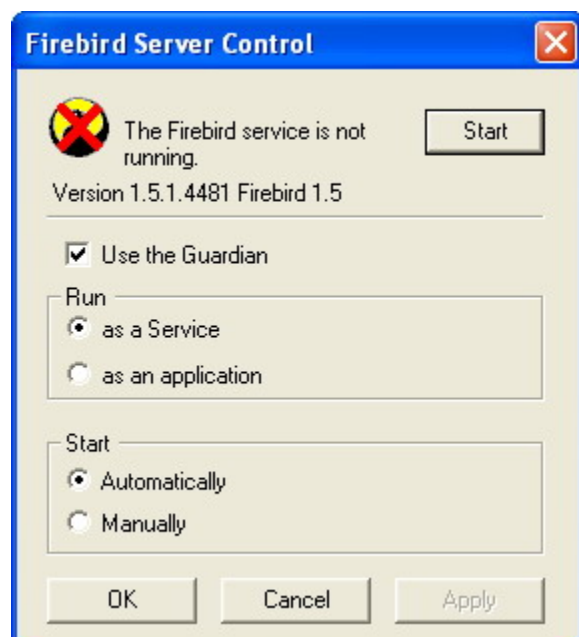 Firebird Server Control
The Firebird service is not
running.
Start
Version 1.5.1.4481 Firebird 1.5
Use the Guardian
Run
as a Service
as an application
Start
Automatically
Manually
OK
Cancel
Apply